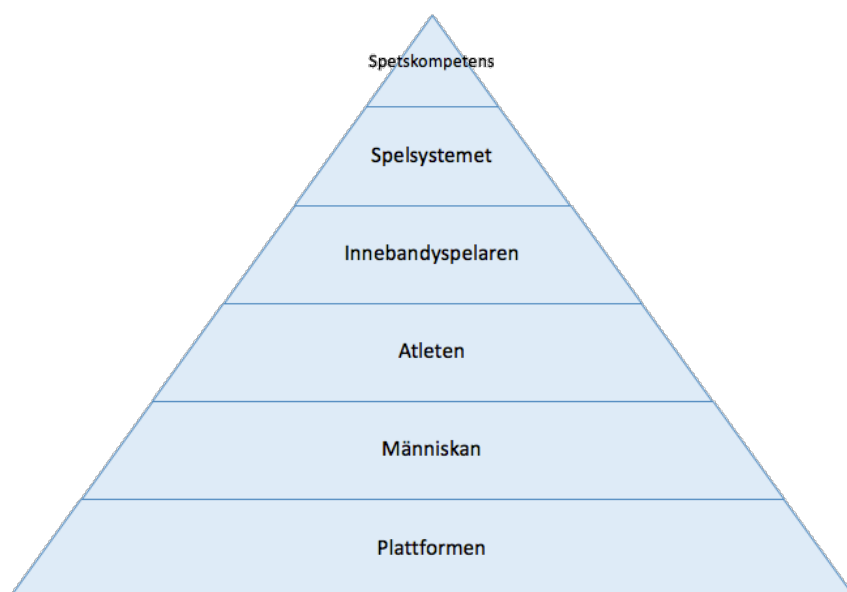 Spetskompetens
Spelsystemet
Innebandyspelaren
Atleten
Människan
Plattformen